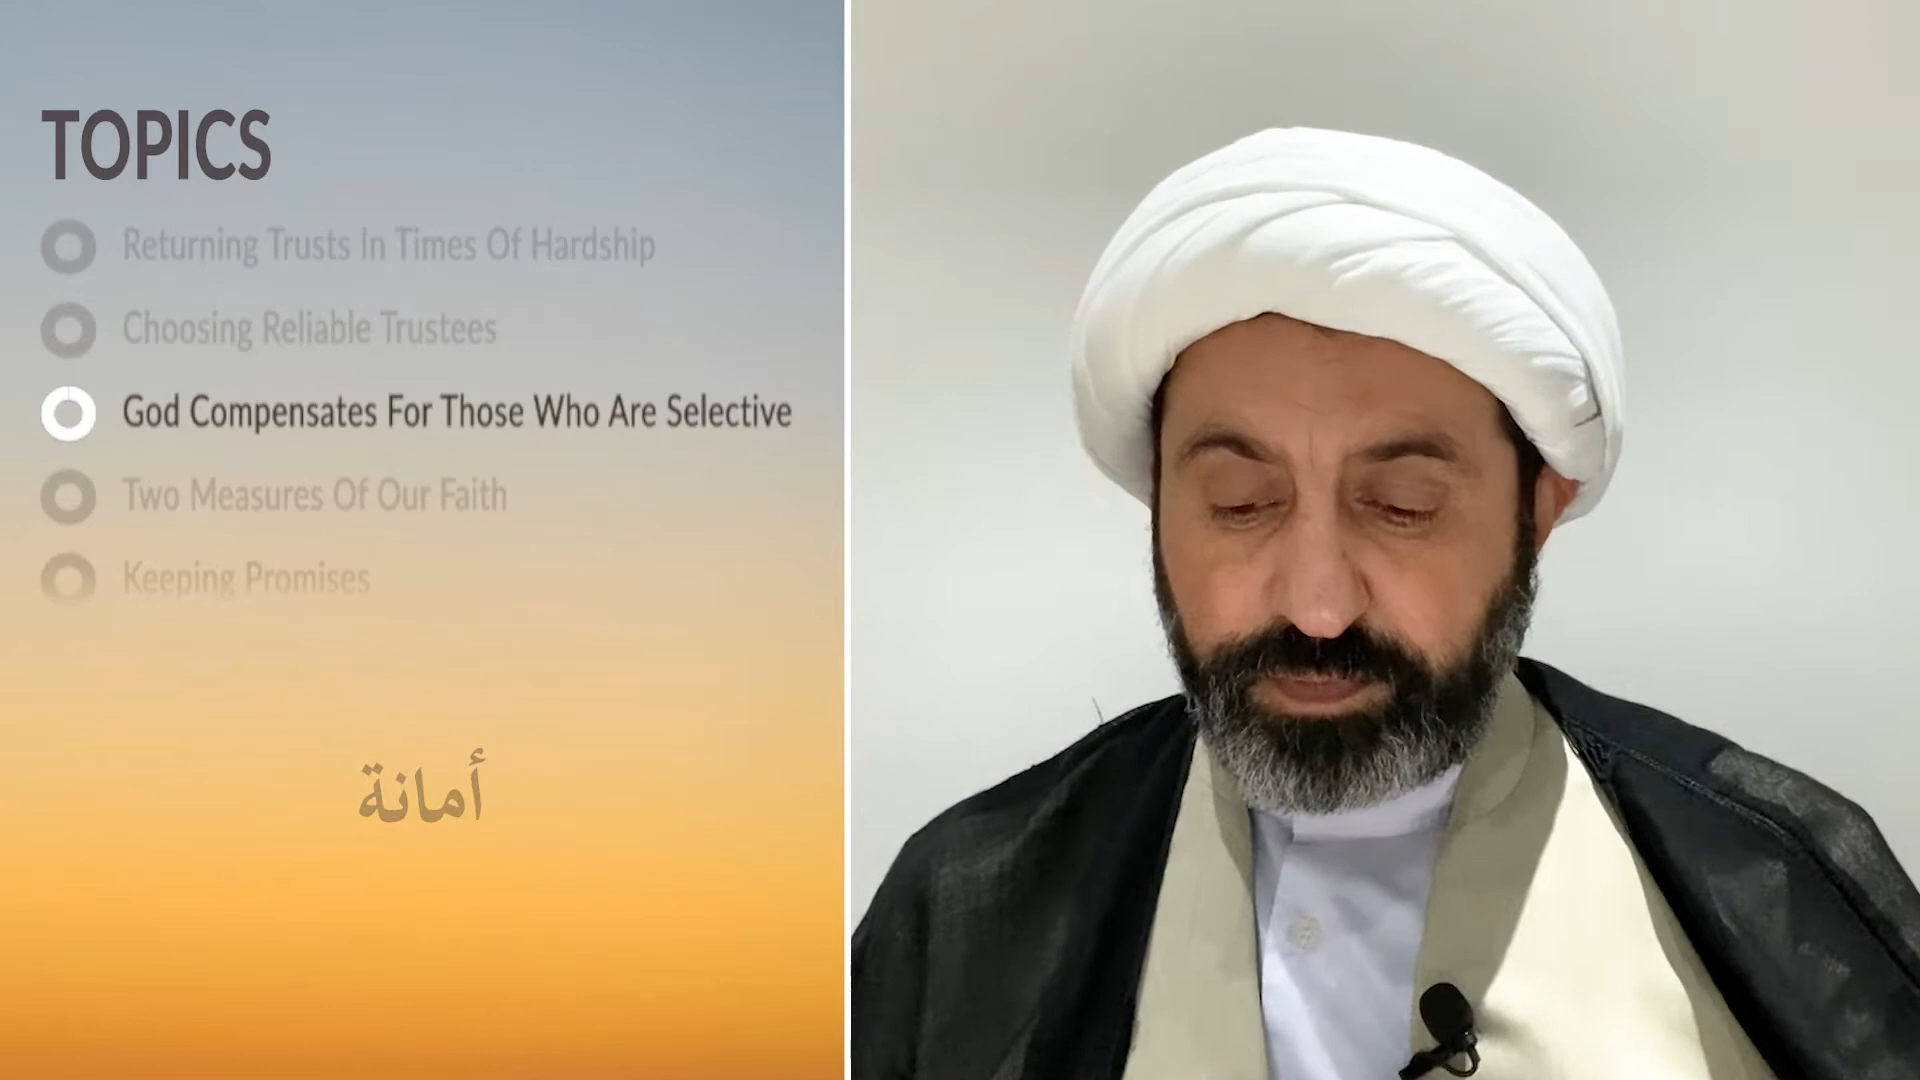 TOPICS
Returning Trusts In Times Of Hardship
Choosing Reliable Trustees
God Compensates For Those Who Are Selective
Two Measures Of Our Faith
Keeping Promises
أمانة